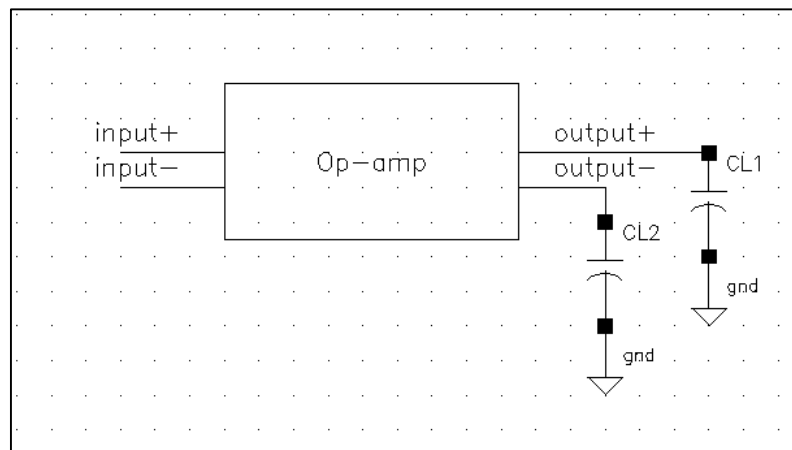 input+
input-
Op-amp
output+
output-
CL1
CL2
gnd
gnd